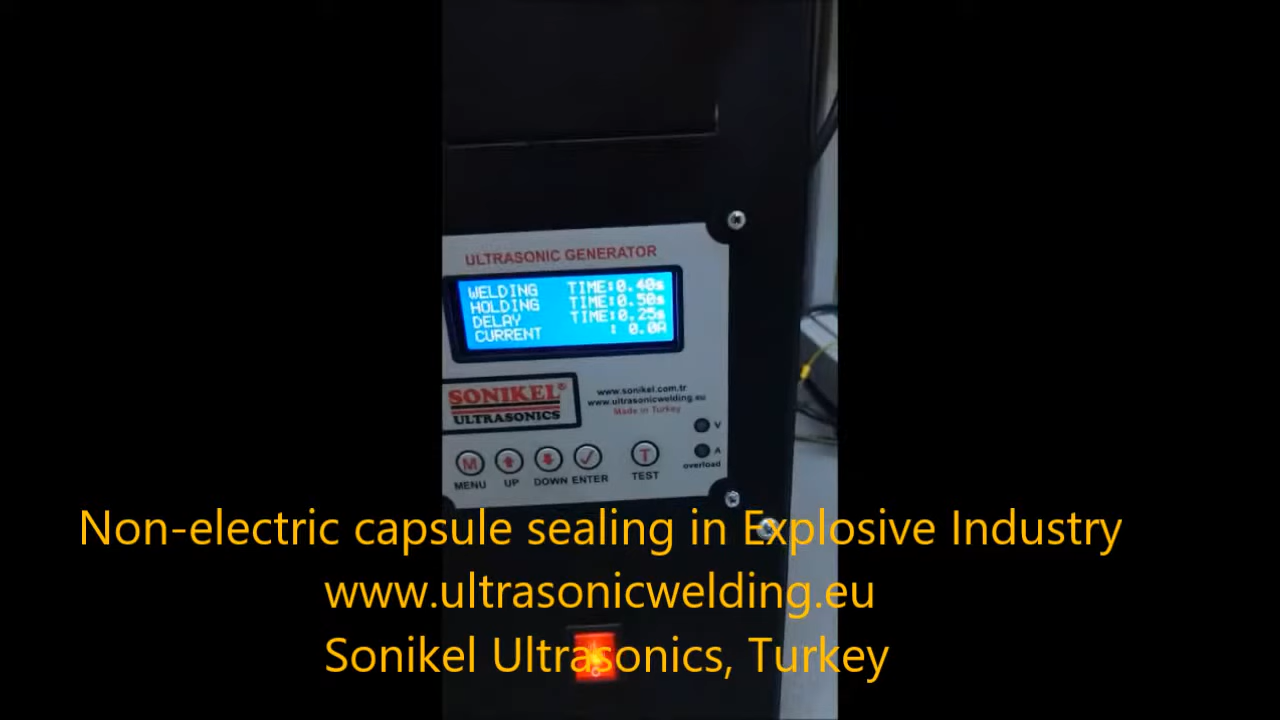 ULTRASONIC GENERATOR
WELDING TIME:0.40s
HOLDING TIME:0.50s
DELAY TIME:0.25s
CURRENT : 0.0A
SONIKEL®
ULTRASONICS
www.sonikel.com.tr
www.ultrasonicwelding.eu
Made in Turkey
V
A
overload
M
T
MENU UP DOWN ENTER TEST
Non-electric capsule sealing in Explosive Industry
www.ultrasonicwelding.eu
Sonikel Ultrasonics, Turkey